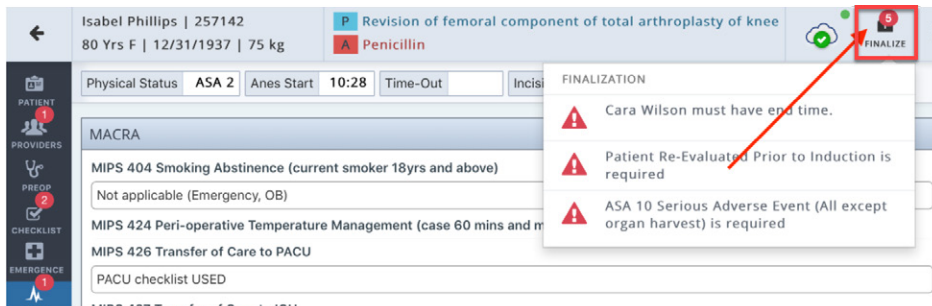 Isabel Phillips | 257142
80 Yrs F | 12/31/1937 | 75 kg
P Revision of femoral component of total arthroplasty of knee
A Penicillin
5
FINALIZE
PATIENT
1
PROVIDERS
PREOP
2
CHECKLIST
EMERGENCE
1
Physical Status ASA 2 Anes Start 10:28 Time-Out Incisi
MACRA
MIPS 404 Smoking Abstinence (current smoker 18yrs and above)
Not applicable (Emergency, OB)
MIPS 424 Peri-operative Temperature Management (case 60 mins and m
MIPS 426 Transfer of Care to PACU
PACU checklist USED
FINALIZATION
Cara Wilson must have end time.
Patient Re-Evaluated Prior to Induction is
required
ASA 10 Serious Adverse Event (All except
organ harvest) is required